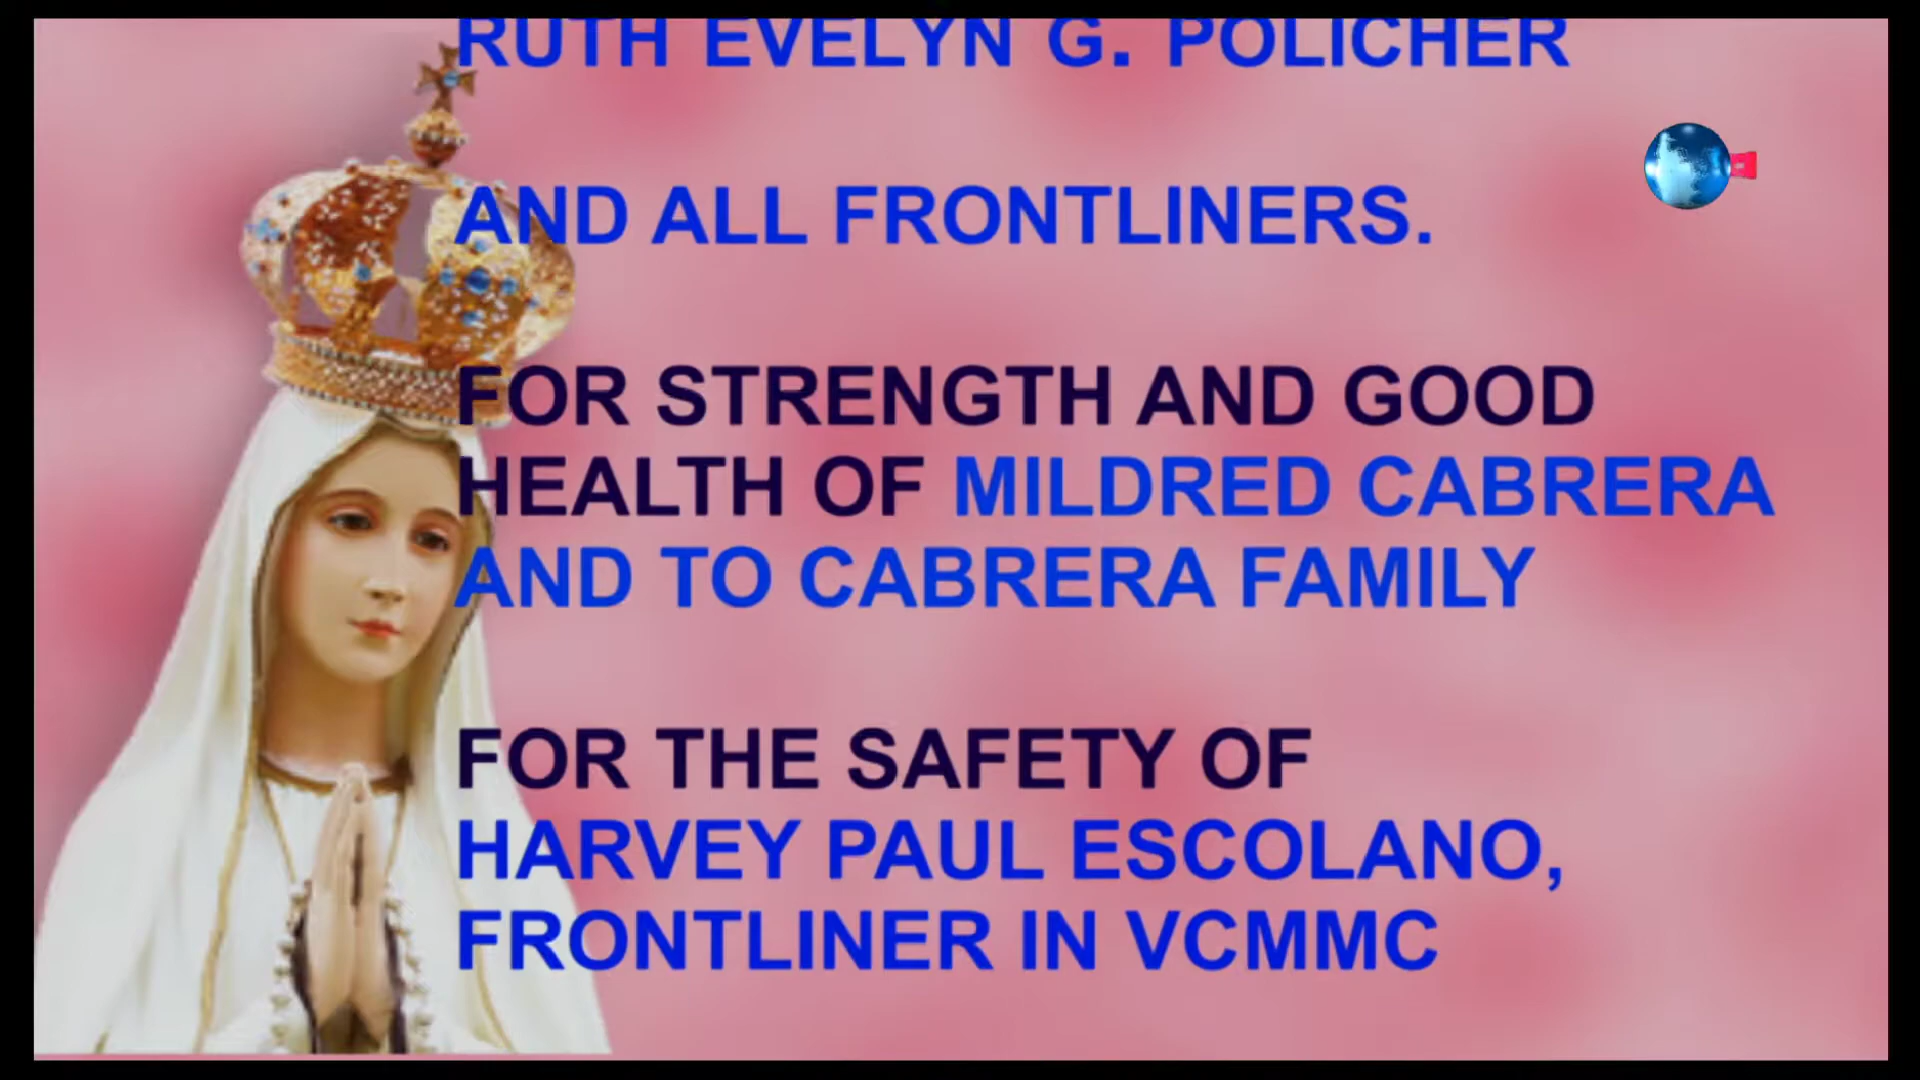 RUTH EVELYN G. POLICHER
AND ALL FRONTLINERS.
FOR STRENGTH AND GOOD
HEALTH OF MILDRED CABRERA
AND TO CABRERA FAMILY
FOR THE SAFETY OF
HARVEY PAUL ESCOLANO,
FRONTLINER IN VCMMC